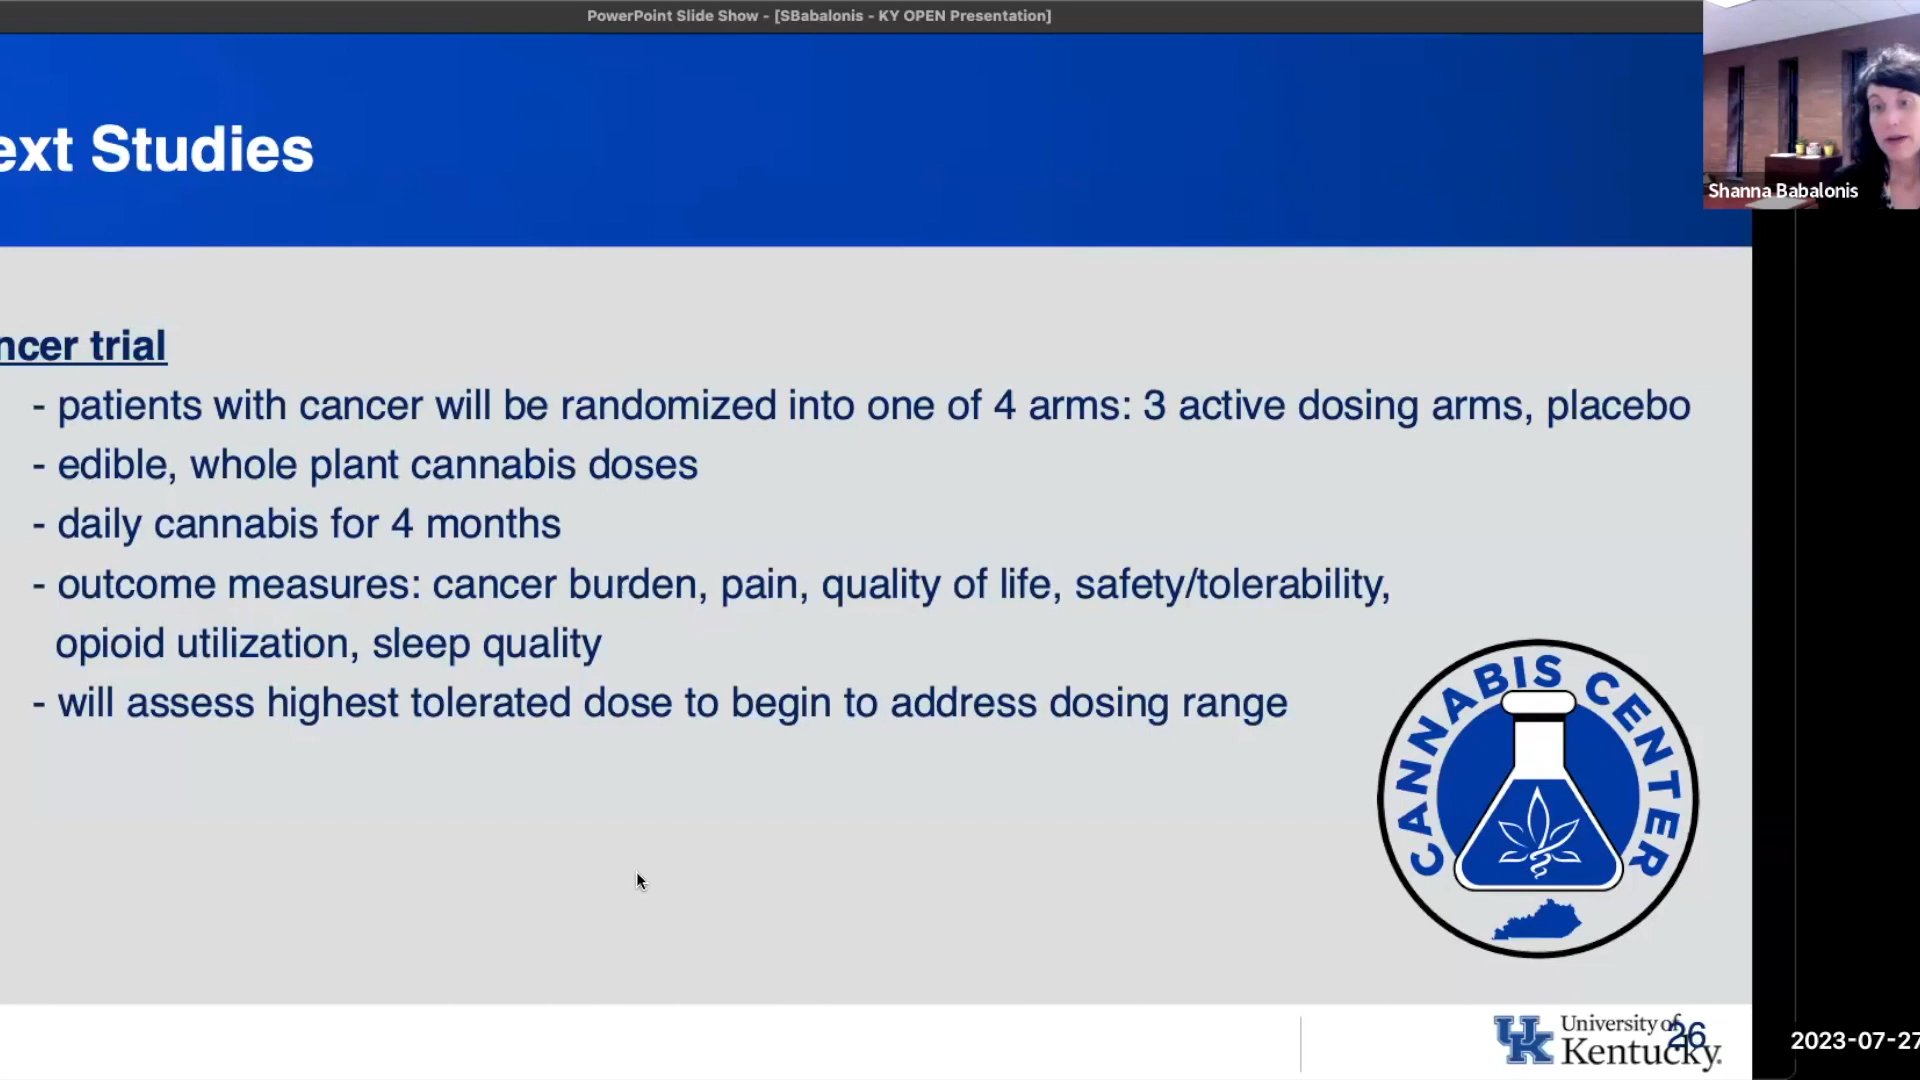 PowerPoint Slide Show - [SBabalonis - KY OPEN Presentation]
ext Studies
Shanna Babalonis
ncer trial
- patients with cancer will be randomized into one of 4 arms: 3 active dosing arms, placebo
- edible, whole plant cannabis doses
- daily cannabis for 4 months
- outcome measures: cancer burden, pain, quality of life, safety/tolerability,
opioid utilization, sleep quality
- will assess highest tolerated dose to begin to address dosing range
CANNABIS CENTER
UK
University of
Kentucky
26
2023-07-27